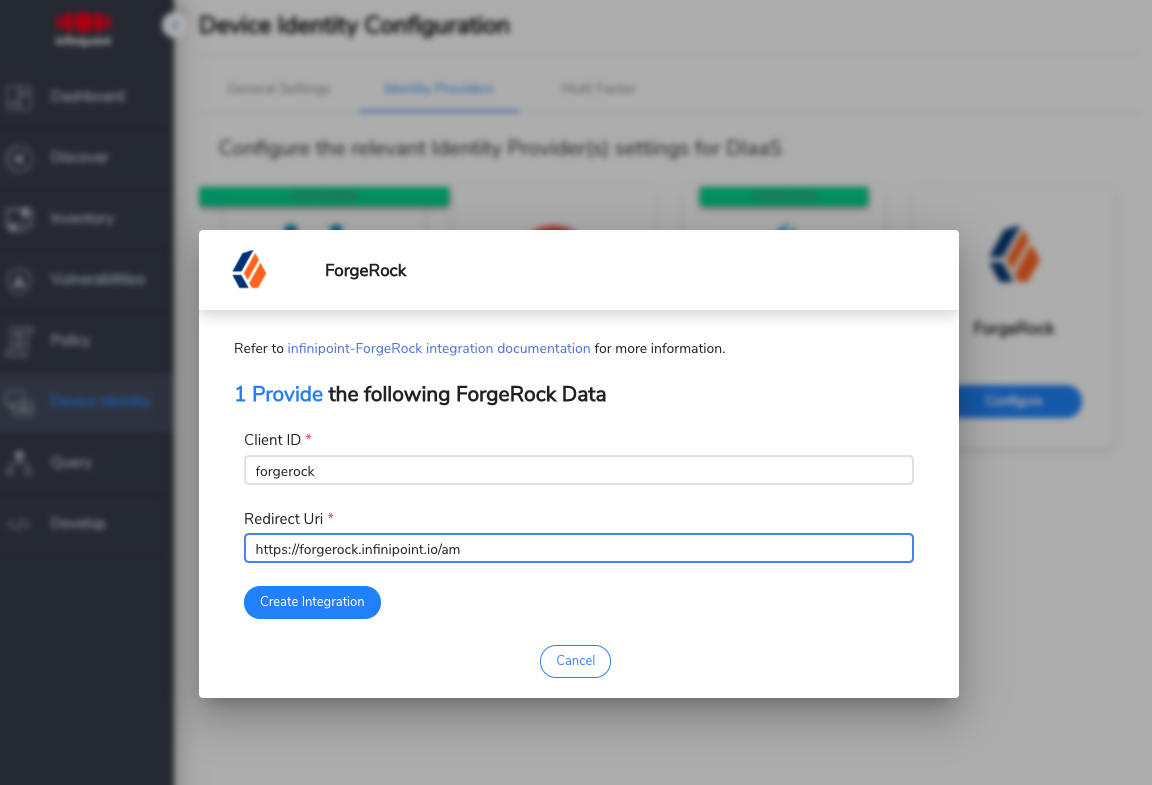 infinipoint
Device Identity Configuration
Dashboard
General Settings
Identity Providers
Multi Factor
Discover
Configure the relevant Identity Provider(s) settings for DIaaS
Inventory
Vulnerabilities
Policy
Device Identity
Query
Develop
ForgeRock
Configure
ForgeRock
Refer to infinipoint-ForgeRock integration documentation for more information.
1 Provide the following ForgeRock Data
Client ID *
forgerock
Redirect Uri *
https://forgerock.infinipoint.io/am
Create Integration
Cancel